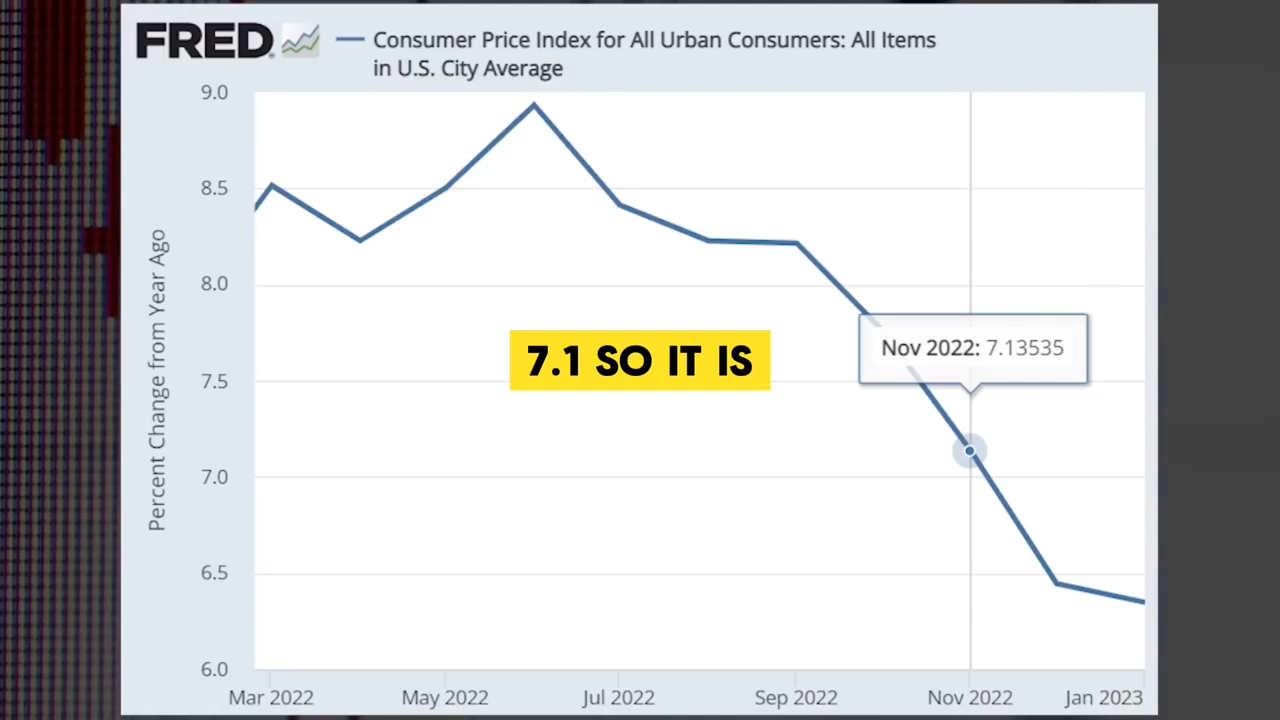 FRED
Consumer Price Index for All Urban Consumers: All Items
in U.S. City Average
Percent Change from Year Ago
9.0
8.5
8.0
7.5
7.0
6.5
6.0
Nov 2022: 7.13535
7.1 SO IT IS
Mar 2022
May 2022
Jul 2022
Sep 2022
Nov 2022
Jan 2023